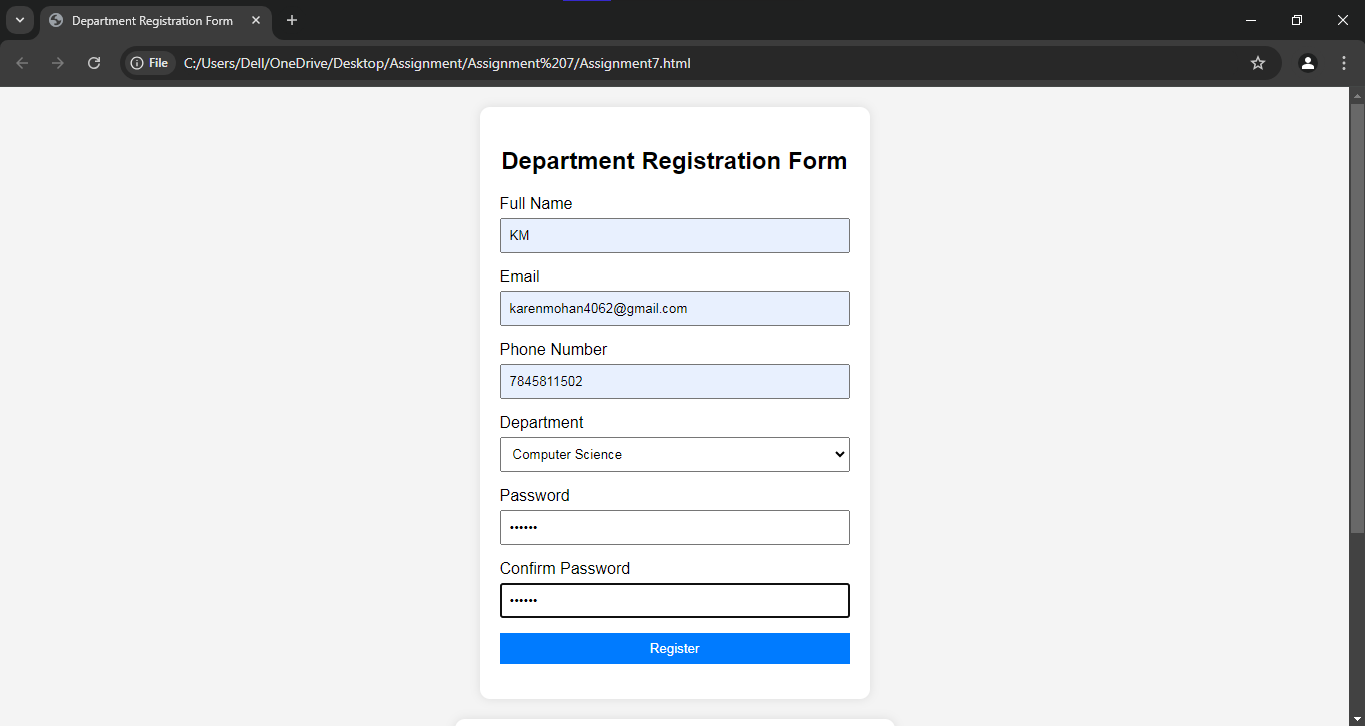 Department Registration Form
File C:/Users/Dell/OneDrive/Desktop/Assignment/Assignment%207/Assignment7.html
Department Registration Form
Full Name
KM
Email
karenmohan4062@gmail.com
Phone Number
7845811502
Department
Computer Science
Password
••••••
Confirm Password
••••••
Register